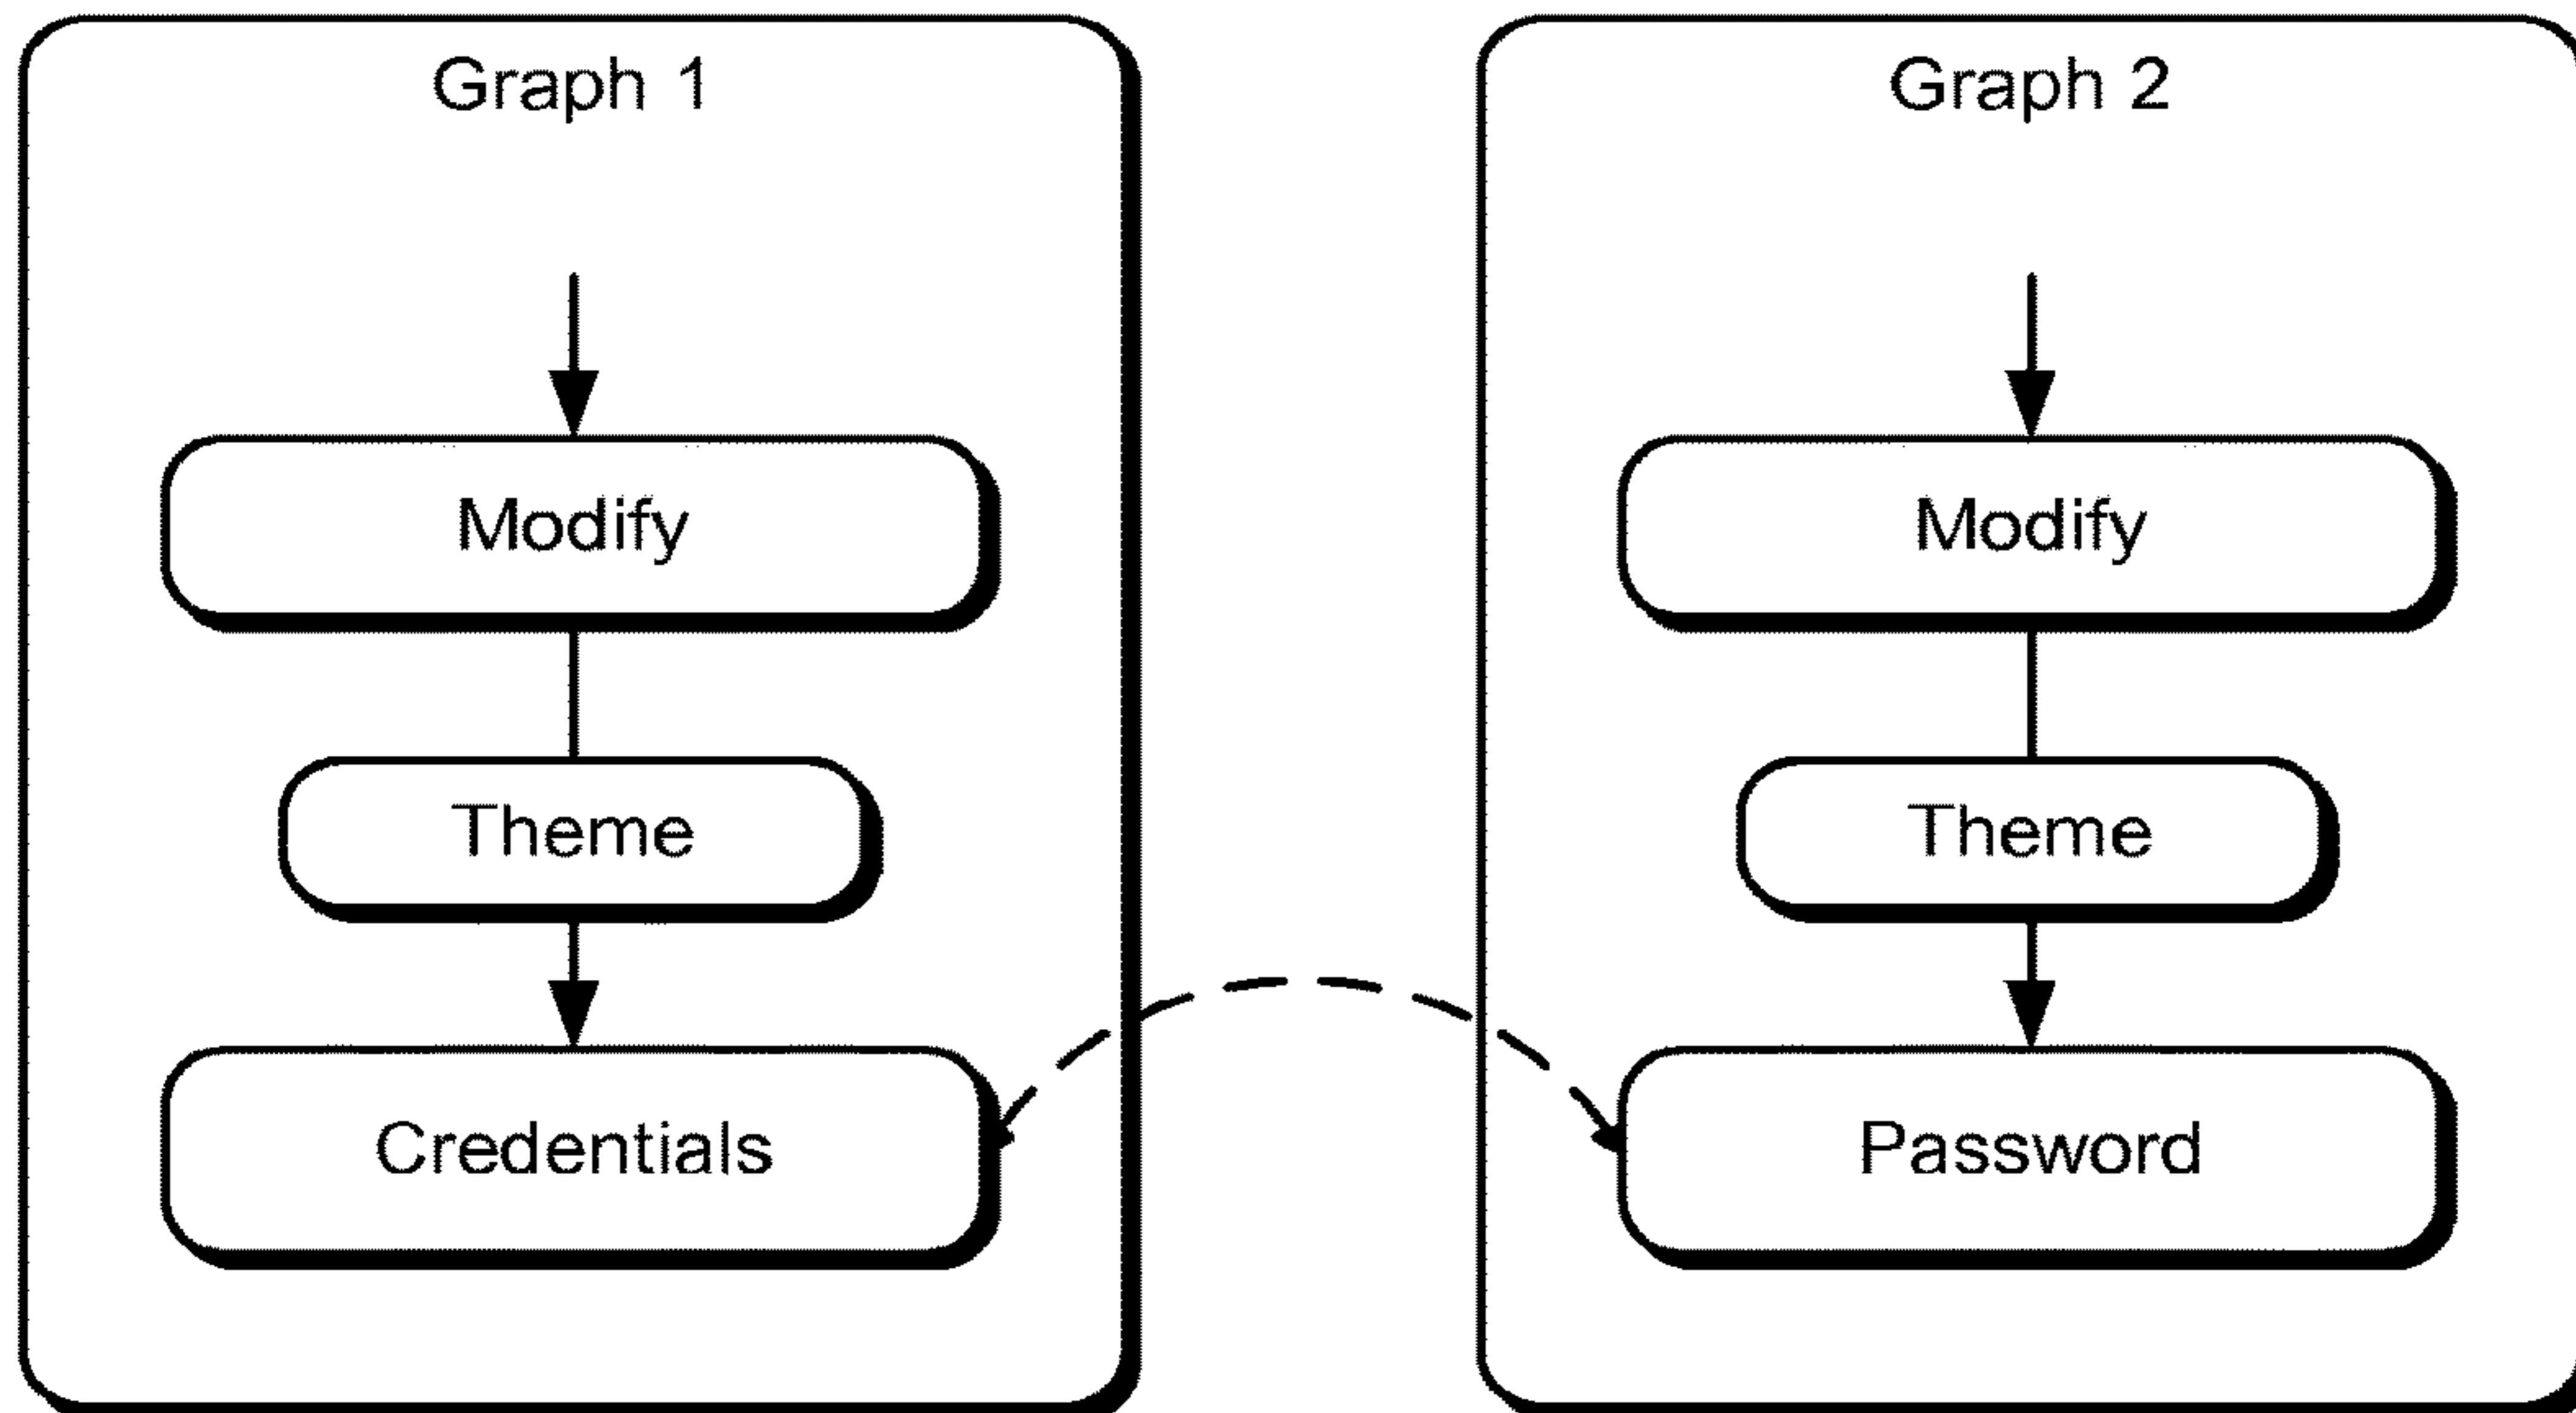 Graph 1
Modify
Theme
Credentials
Graph 2
Modify
Theme
Password